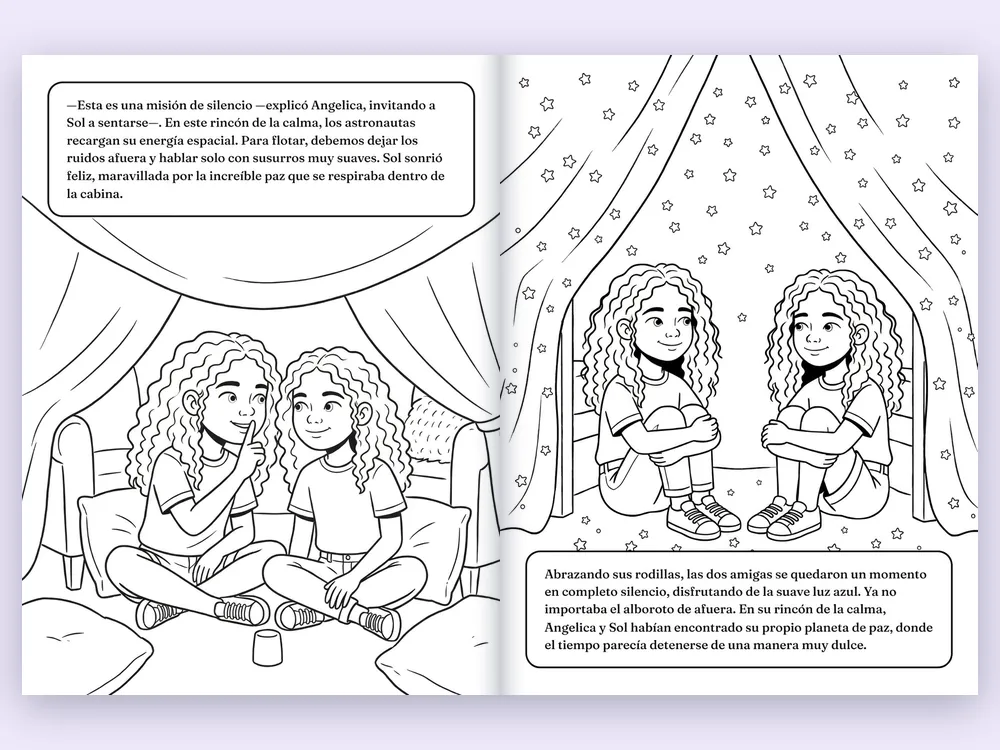 —Esta es una misión de silencio —explicó Angelica, invitando a
Sol a sentarse—. En este rincón de la calma, los astronautas
recargan su energía espacial. Para flotar, debemos dejar los
ruidos afuera y hablar solo con susurros muy suaves. Sol sonrió
feliz, maravillada por la increíble paz que se respiraba dentro de
la cabina.
Abrazando sus rodillas, las dos amigas se quedaron un momento
en completo silencio, disfrutando de la suave luz azul. Ya no
importaba el alboroto de afuera. En su rincón de la calma,
Angelica y Sol habían encontrado su propio planeta de paz, donde
el tiempo parecía detenerse de una manera muy dulce.